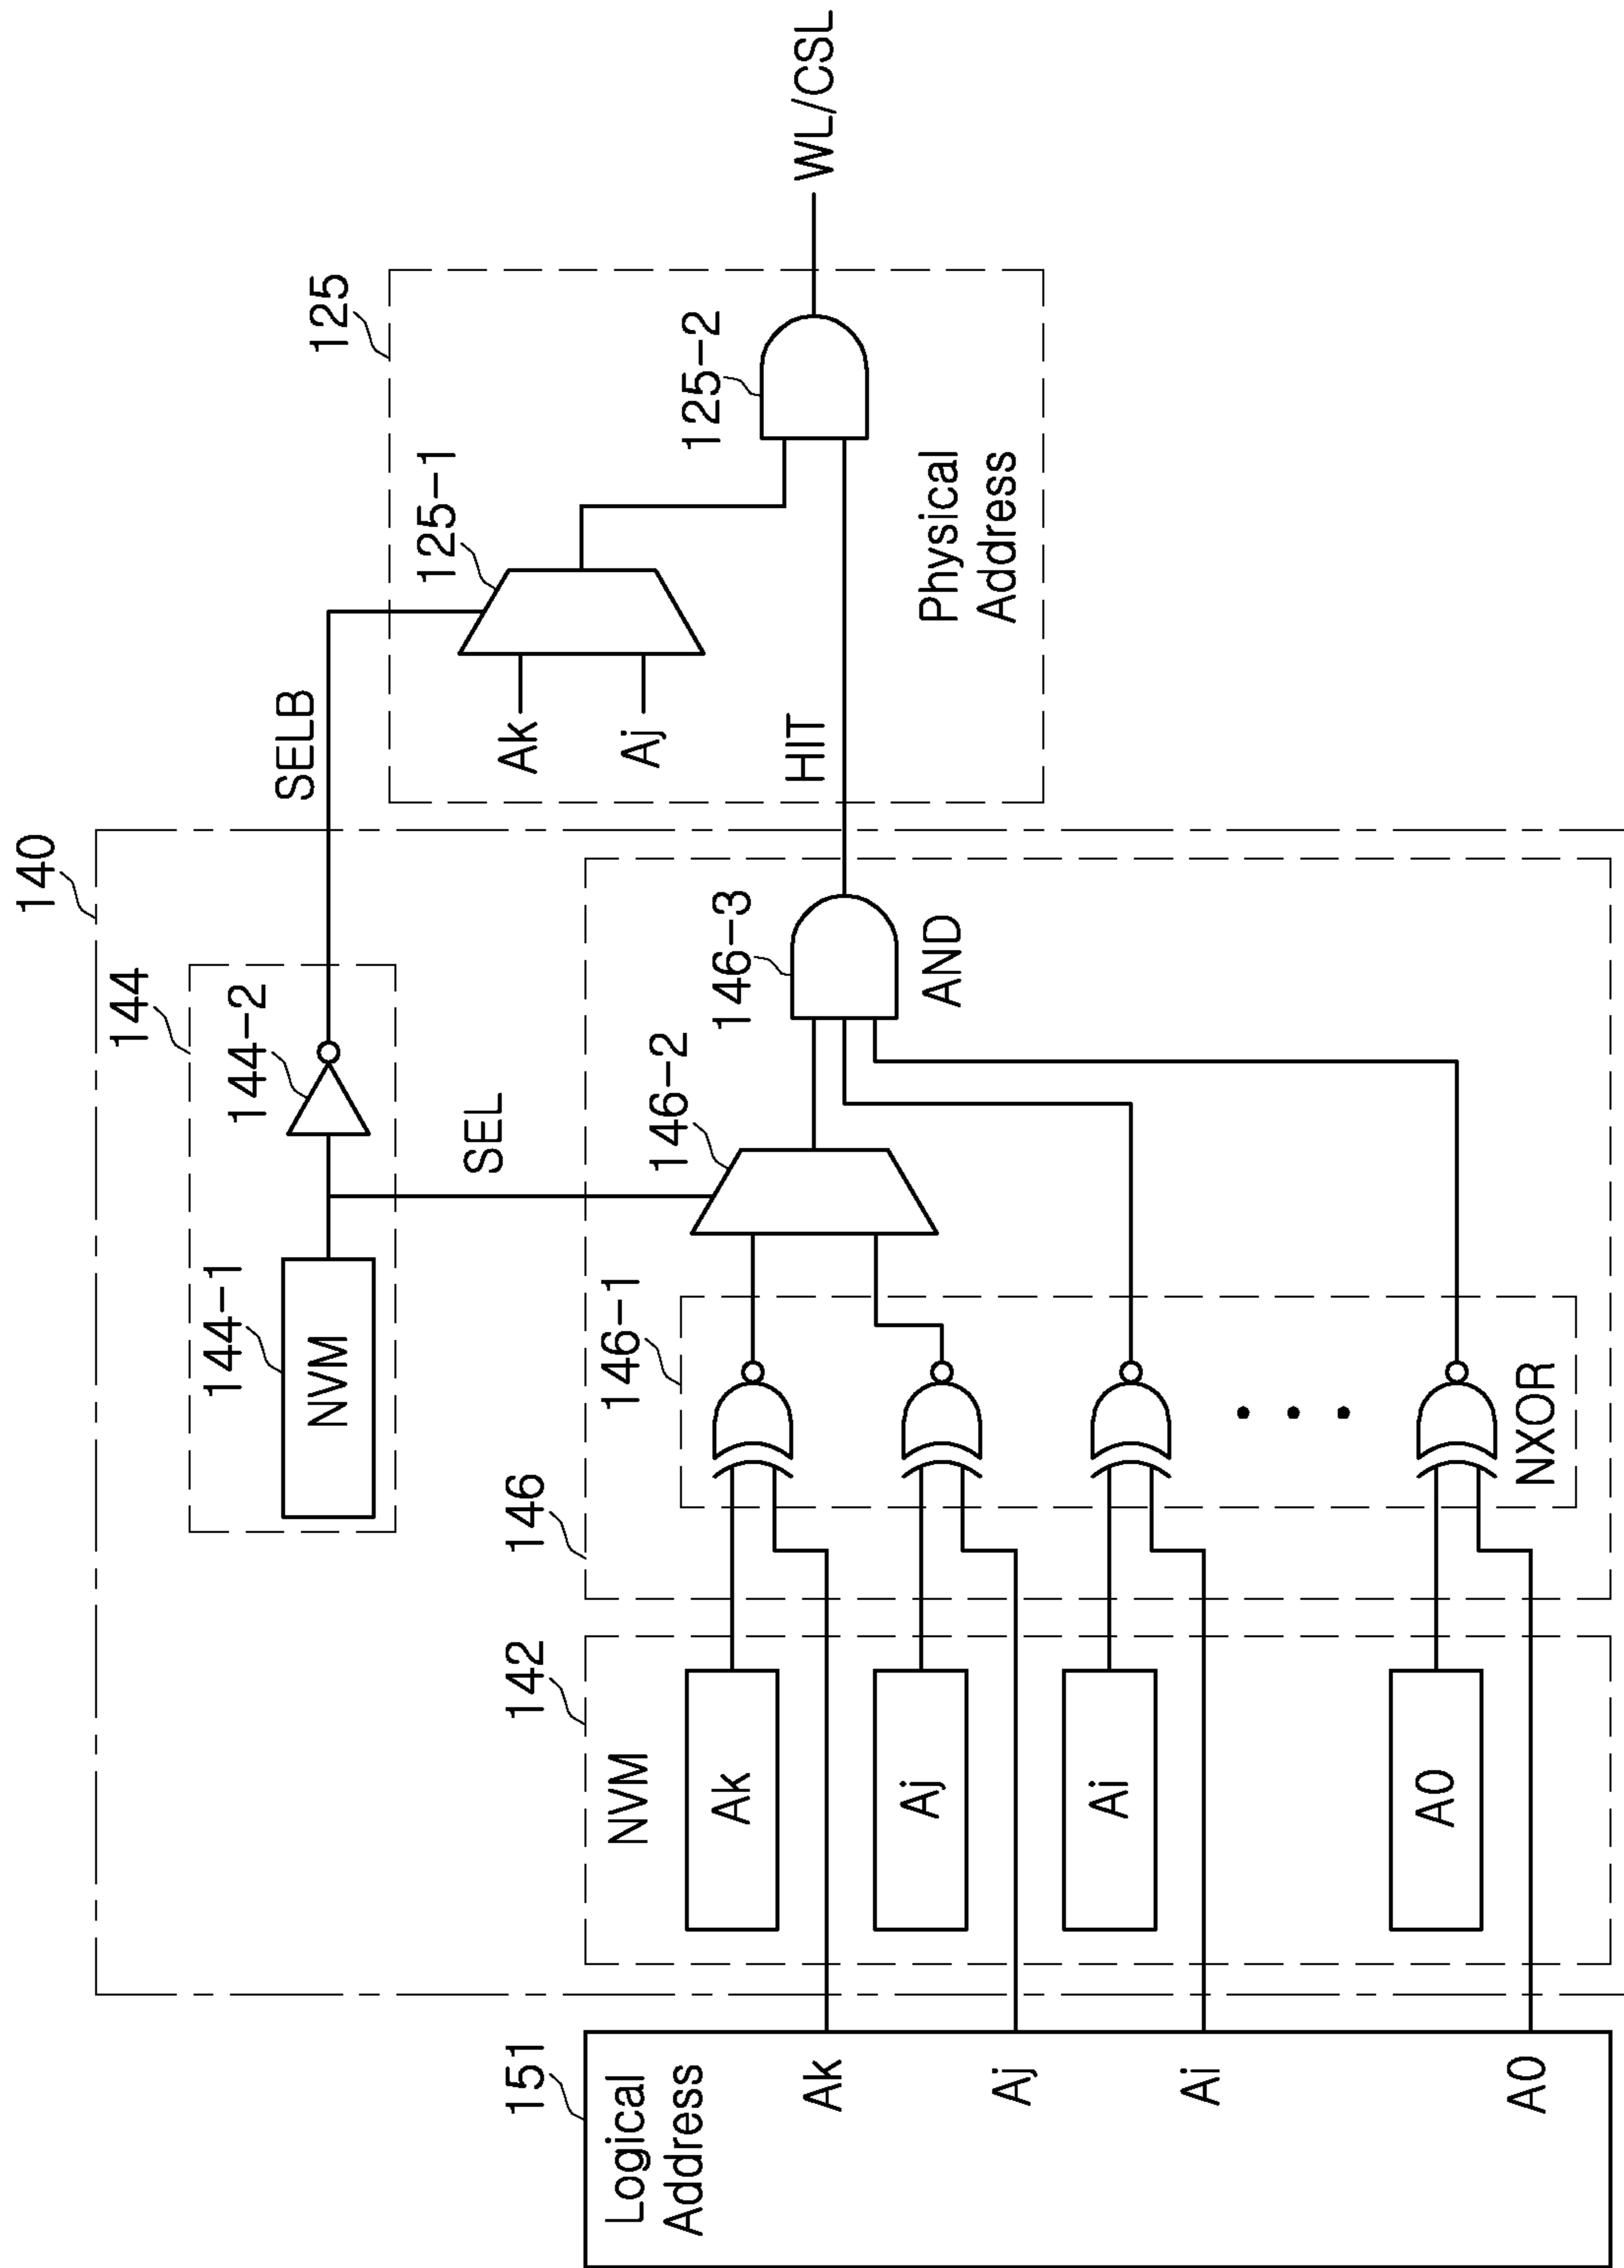 140
144
144-1
NVM
144-2
SELB
SEL
125
125-1
Ak
Aj
125-2
WL/CSL
Physical
Address
HIT
151
Logical
Address
Ak
Aj
Ai
A0
142
NVM
Ak
Aj
Ai
A0
146
146-1
NXOR
146-2
146-3
AND